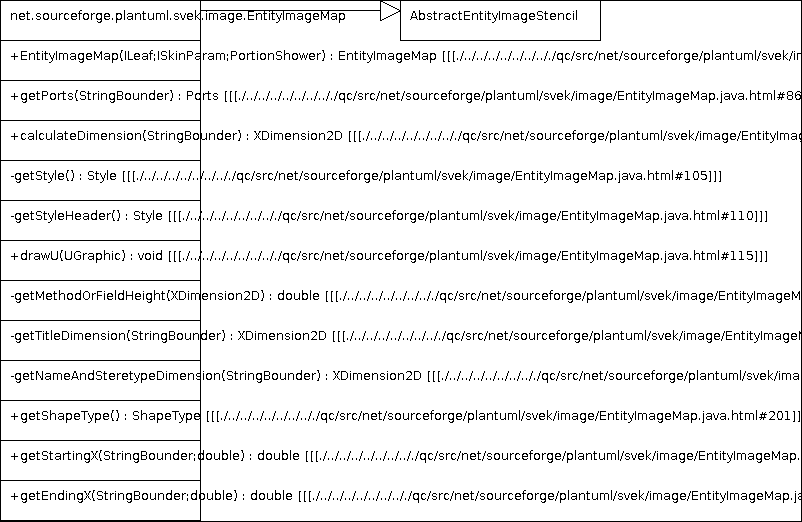 net.sourceforge.plantuml.svek.image.EntityImageMap
AbstractEntityImageStencil
+EntityImageMap(ILeaf;ISkinParam;PortionShower) : EntityImageMap [[[./../../../../../../../../qc/src/net/sourceforge/plantuml/svek/im
+getPorts(StringBounder) : Ports [[[./../../../../../../../../qc/src/net/sourceforge/plantuml/svek/image/EntityImageMap.java.html#86
+calculateDimension(StringBounder) : XDimension2D [[[./../../../../../../../../qc/src/net/sourceforge/plantuml/svek/image/EntityImag
-getStyle() : Style [[[./../../../../../../../../qc/src/net/sourceforge/plantuml/svek/image/EntityImageMap.java.html#105]]]
-getStyleHeader() : Style [[[./../../../../../../../../qc/src/net/sourceforge/plantuml/svek/image/EntityImageMap.java.html#110]]]
+drawU(UGraphic) : void [[[./../../../../../../../../qc/src/net/sourceforge/plantuml/svek/image/EntityImageMap.java.html#115]]]
-getMethodOrFieldHeight(XDimension2D) : double [[[./../../../../../../../../qc/src/net/sourceforge/plantuml/svek/image/EntityImageM
-getTitleDimension(StringBounder) : XDimension2D [[[./../../../../../../../../qc/src/net/sourceforge/plantuml/svek/image/EntityImageM
-getNameAndSteretypeDimension(StringBounder) : XDimension2D [[[./../../../../../../../../qc/src/net/sourceforge/plantuml/svek/ima
+getShapeType() : ShapeType [[[./../../../../../../../../qc/src/net/sourceforge/plantuml/svek/image/EntityImageMap.java.html#201]]]
+getStartingX(StringBounder;double) : double [[[./../../../../../../../../qc/src/net/sourceforge/plantuml/svek/image/EntityImageMap.
+getEndingX(StringBounder;double) : double [[[./../../../../../../../../qc/src/net/sourceforge/plantuml/svek/image/EntityImageMap.ja